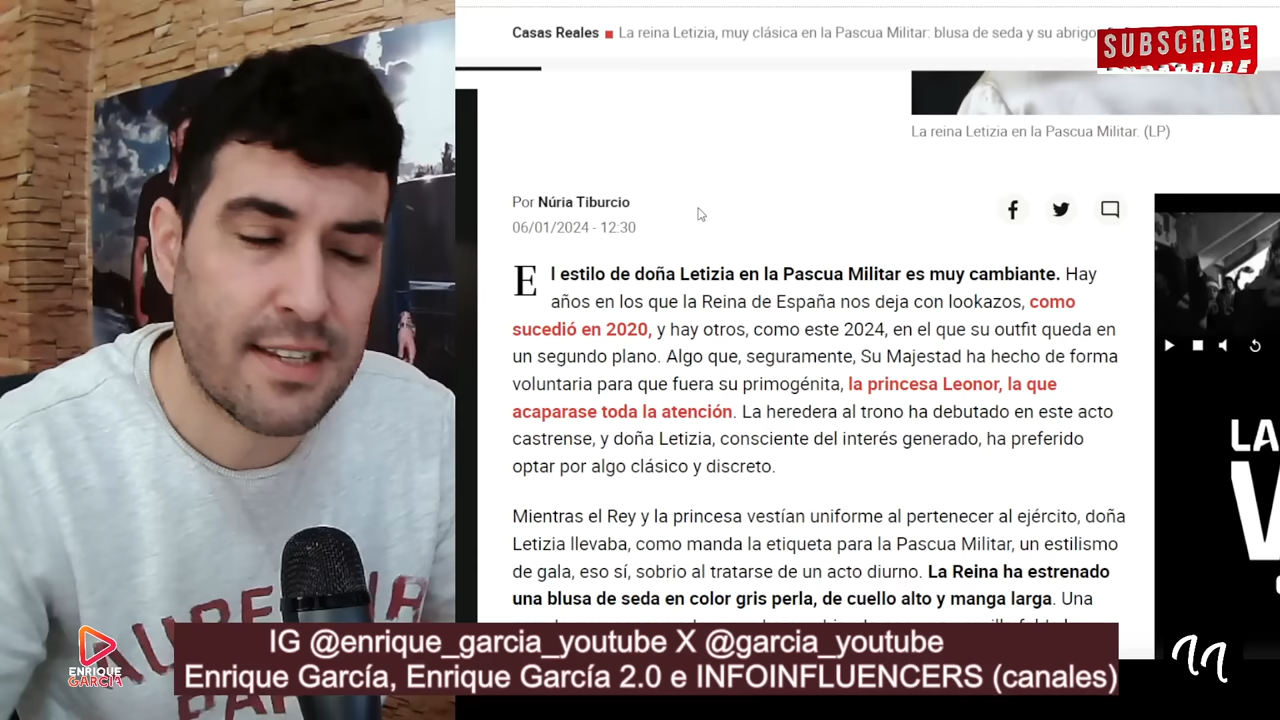 Casas Reales ■ La reina Letizia, muy clásica en la Pascua Militar: blusa de seda y su abrigo
SUBSCRIBE
La reina Letizia en la Pascua Militar. (LP)
Por Núria Tiburcio
06/01/2024 - 12:30
El estilo de doña Letizia en la Pascua Militar es muy cambiante. Hay
años en los que la Reina de España nos deja con lookazos, como
sucedió en 2020, y hay otros, como este 2024, en el que su outfit queda en
un segundo plano. Algo que, seguramente, Su Majestad ha hecho de forma
voluntaria para que fuera su primogénita, la princesa Leonor, la que
acaparase toda la atención. La heredera al trono ha debutado en este acto
castrense, y doña Letizia, consciente del interés generado, ha preferido
optar por algo clásico y discreto.
Mientras el Rey y la princesa vestían uniforme al pertenecer al ejército, doña
Letizia llevaba, como manda la etiqueta para la Pascua Militar, un estilismo
de gala, eso sí, sobrio al tratarse de un acto diurno. La Reina ha estrenado
una blusa de seda en color gris perla, de cuello alto y manga larga. Una
LA
ENRIQUE
GARCÍA
IG @enrique_garcia_youtube X @garcia_youtube
Enrique García, Enrique García 2.0 e INFOINFLUENCERS (canales)